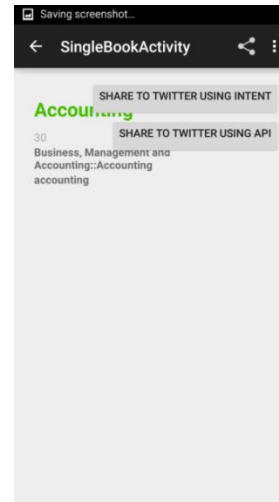 Saving screenshot...
SingleBookActivity
SHARE TO TWITTER USING INTENT
Accounting
SHARE TO TWITTER USING API
30
Business, Management and
Accounting::Accounting
accounting